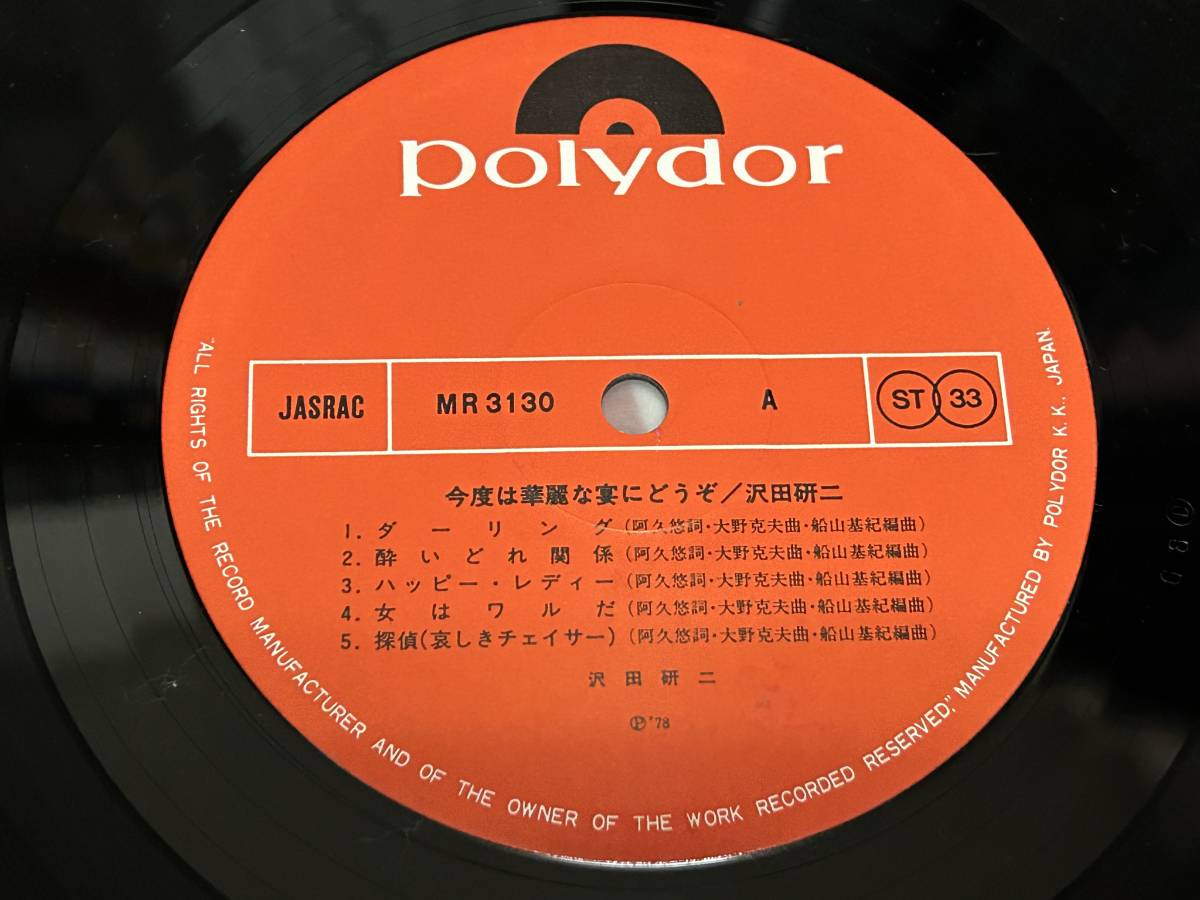 polydor
JASRAC MR 3130 A ST 33
今度は華麗な宴にどうぞ/沢田研二
1. ダーリング(阿久悠詞・大野克夫曲・船山基紀編曲)
2. 酔いどれ関係(阿久悠詞・大野克夫曲・船山基紀編曲)
3. ハッピー・レディー(阿久悠詞・大野克夫曲・船山基紀編曲)
4. 女はワルだ(阿久悠詞・大野克夫曲・船山基紀編曲)
5. 探偵(哀しきチェイサー)(阿久悠詞・大野克夫曲・船山基紀編曲)
沢田研二
Ⓟ'78
"ALL RIGHTS OF THE RECORD MANUFACTURER AND OF THE OWNER OF THE WORK RECORDED RESERVED," MANUFACTURED BY POLYDOR K. K., JAPAN.